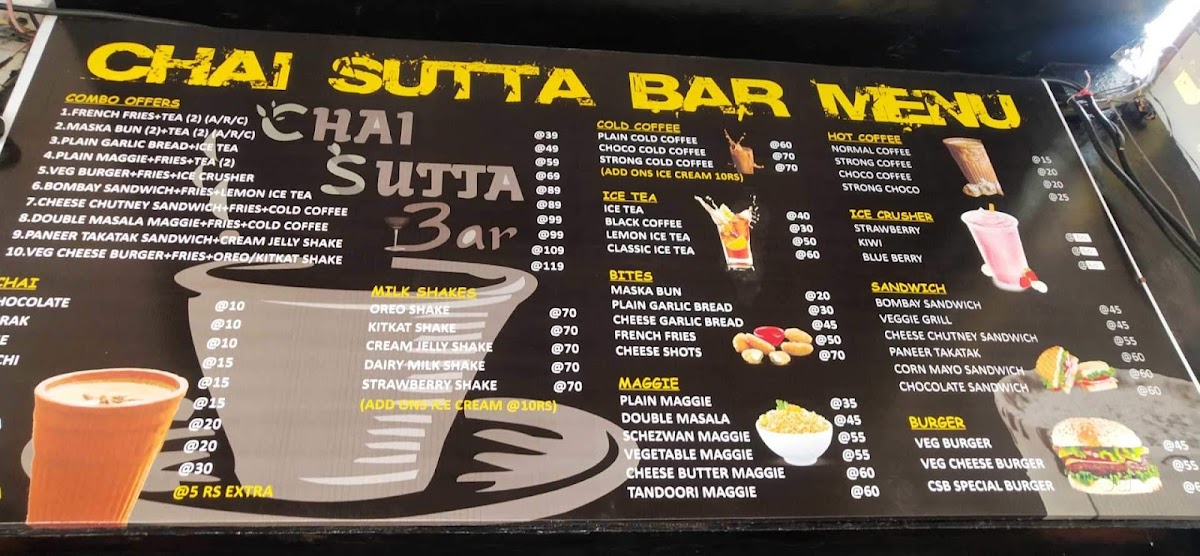 CHAI SUTTA BAR MENU
COMBO OFFERS
1.FRENCH FRIES+TEA (2) (A/R/C) @39
2.MASKA BUN (2)+TEA (2) (A/R/C) @49
3.PLAIN GARLIC BREAD+ICE TEA @59
4.PLAIN MAGGIE+FRIES+TEA (2) @69
5.VEG BURGER+FRIES+ICE CRUSHER @89
6.BOMBAY SANDWICH+FRIES+LEMON ICE TEA @89
7.CHEESE CHUTNEY SANDWICH+FRIES+COLD COFFEE @99
8.DOUBLE MASALA MAGGIE+FRIES+COLD COFFEE @99
9.PANEER TAKATAK SANDWICH+CREAM JELLY SHAKE @109
10.VEG CHEESE BURGER+FRIES+OREO/KITKAT SHAKE @119
CHAI
SUTTA
Bar
CHAI
@10
@10
@10
@15
@15
@15
@20
@20
@30
@5 RS EXTRA
MILK SHAKES
OREO SHAKE @70
KITKAT SHAKE @70
CREAM JELLY SHAKE @70
DAIRY MILK SHAKE @70
STRAWBERRY SHAKE @70
(ADD ONS ICE CREAM @10RS)
COLD COFFEE
PLAIN COLD COFFEE @60
CHOCO COLD COFFEE @70
STRONG COLD COFFEE @70
(ADD ONS ICE CREAM 10RS)
ICE TEA
ICE TEA @40
BLACK COFFEE @30
LEMON ICE TEA @50
CLASSIC ICE TEA @60
BITES
MASKA BUN @20
PLAIN GARLIC BREAD @30
CHEESE GARLIC BREAD @45
FRENCH FRIES @50
CHEESE SHOTS @70
MAGGIE
PLAIN MAGGIE @35
DOUBLE MASALA @45
SCHEZWAN MAGGIE @55
VEGETABLE MAGGIE @55
CHEESE BUTTER MAGGIE @60
TANDOORI MAGGIE @60
HOT COFFEE
NORMAL COFFEE @15
STRONG COFFEE @20
CHOCO COFFEE @20
STRONG CHOCO @25
ICE CRUSHER
STRAWBERRY
KIWI
BLUE BERRY
SANDWICH
BOMBAY SANDWICH @45
VEGGIE GRILL @45
CHEESE CHUTNEY SANDWICH @55
PANEER TAKATAK @60
CORN MAYO SANDWICH @60
CHOCOLATE SANDWICH @60
BURGER
VEG BURGER @45
VEG CHEESE BURGER @55
CSB SPECIAL BURGER